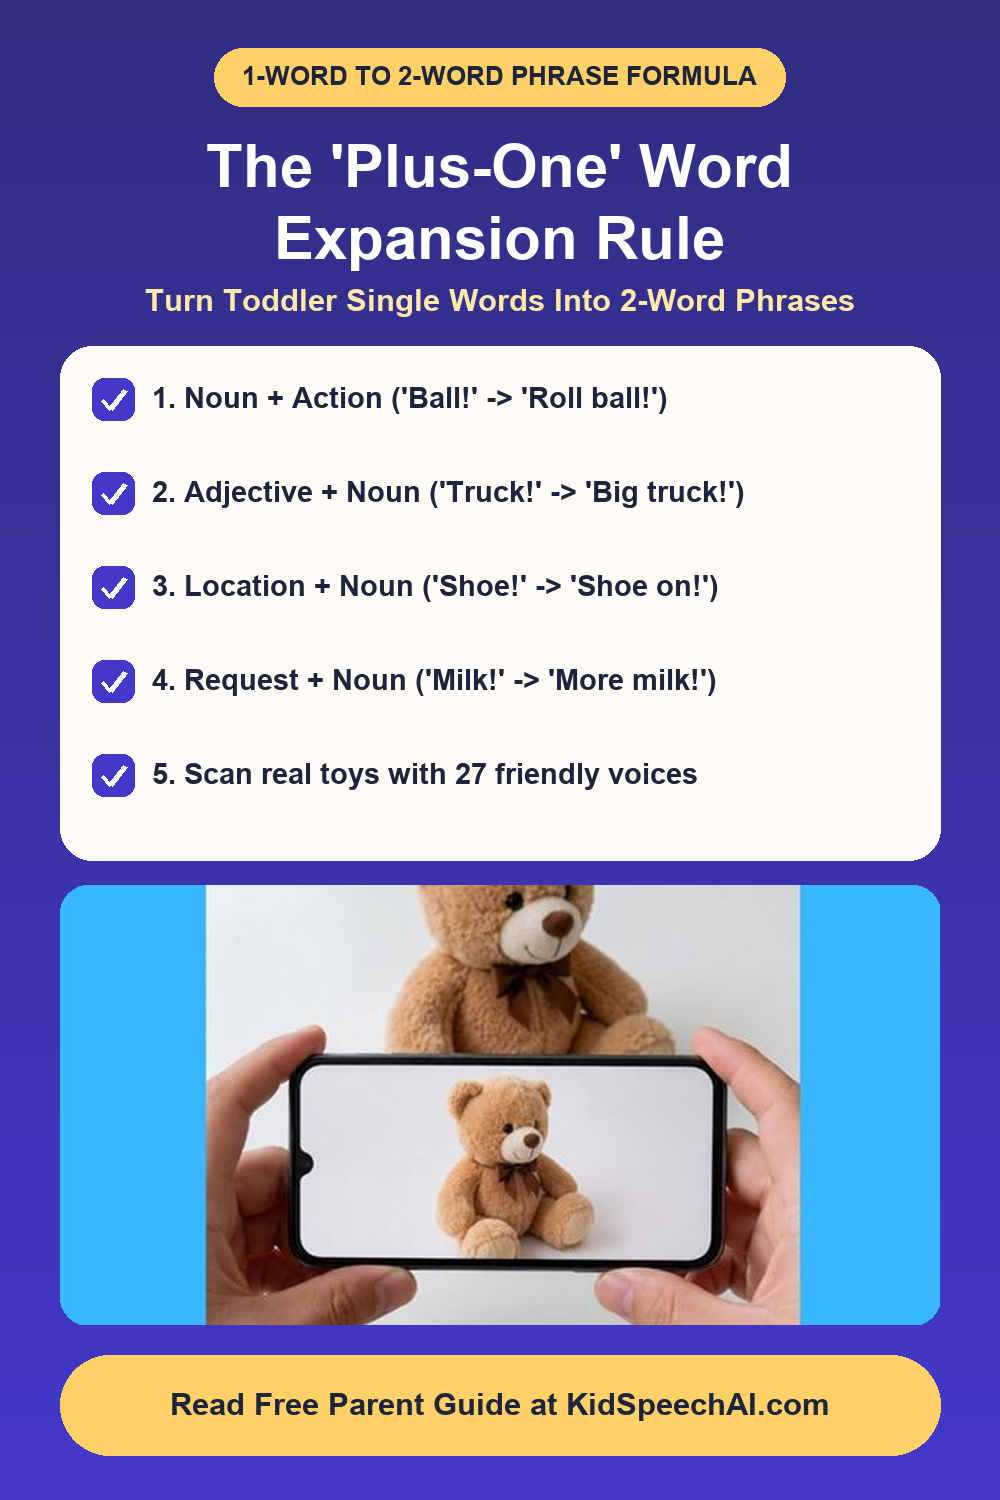 1-WORD TO 2-WORD PHRASE FORMULA
The 'Plus-One' Word
Expansion Rule
Turn Toddler Single Words Into 2-Word Phrases
1. Noun + Action ('Ball!' -> 'Roll ball!')
2. Adjective + Noun ('Truck!' -> 'Big truck!')
3. Location + Noun ('Shoe!' -> 'Shoe on!')
4. Request + Noun ('Milk!' -> 'More milk!')
5. Scan real toys with 27 friendly voices
Read Free Parent Guide at KidSpeechAI.com